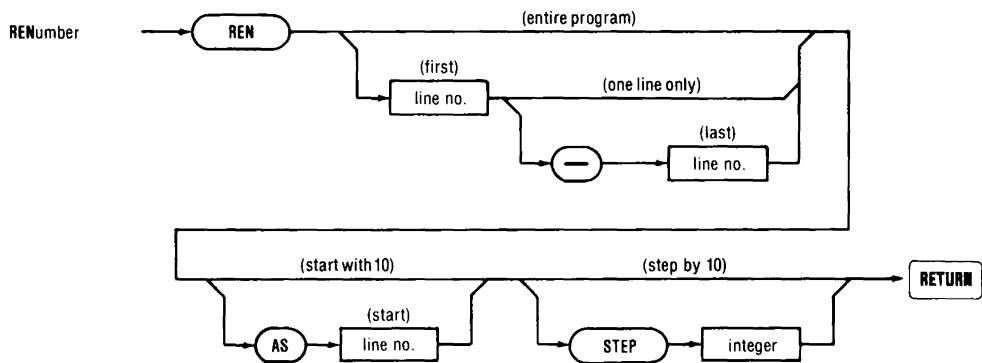 (entire program)
RENumber
REN
(first)
line no.
(one line only)
(last)
—
line no.
(start with 10)
(step by 10)
RETURN
(start)
AS
line no.
STEP
integer